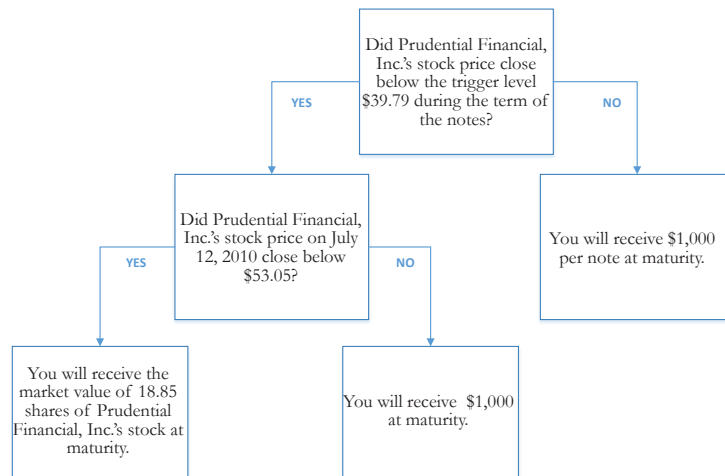 Did Prudential Financial,
Inc.'s stock price close
below the trigger level
$39.79 during the term of
the notes?
YES
NO
Did Prudential Financial,
Inc.'s stock price on July
12, 2010 close below
$53.05?
You will receive $1,000
per note at maturity.
YES
NO
You will receive the
market value of 18.85
shares of Prudential
Financial, Inc.'s stock at
maturity.
You will receive $1,000
at maturity.